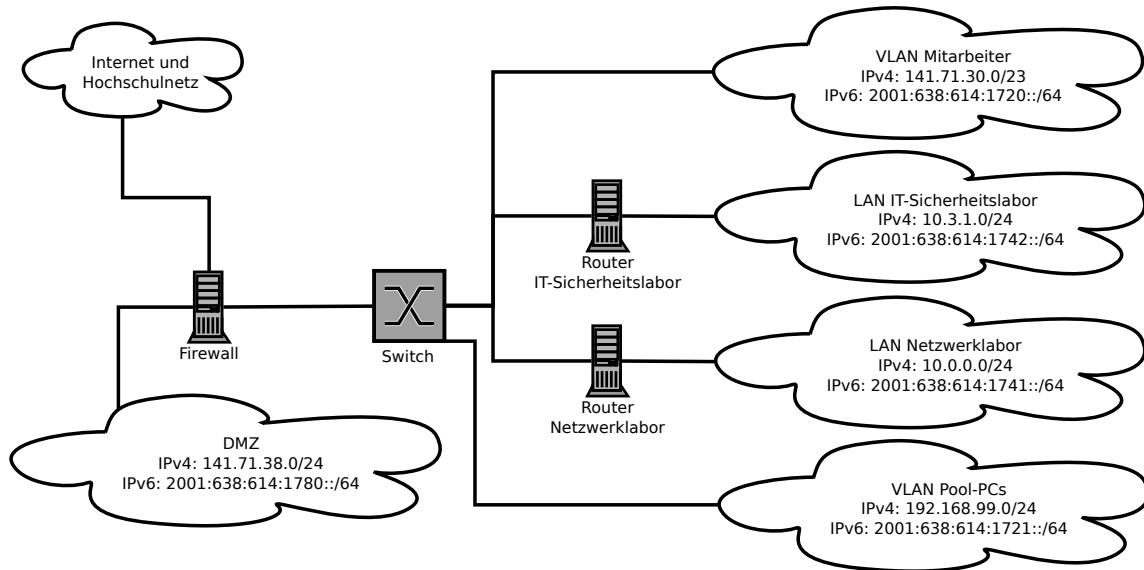 Internet und
Hochschulnetz
VLAN Mitarbeiter
IPv4: 141.71.30.0/23
IPv6: 2001:638:614:1720::/64
LAN IT-Sicherheitslabor
IPv4: 10.3.1.0/24
IPv6: 2001:638:614:1742::/64
Router
IT-Sicherheitslabor
Firewall
Switch
LAN Netzwerklabor
IPv4: 10.0.0.0/24
IPv6: 2001:638:614:1741::/64
Router
Netzwerklabor
DMZ
IPv4: 141.71.38.0/24
IPv6: 2001:638:614:1780::/64
VLAN Pool-PCs
IPv4: 192.168.99.0/24
IPv6: 2001:638:614:1721::/64